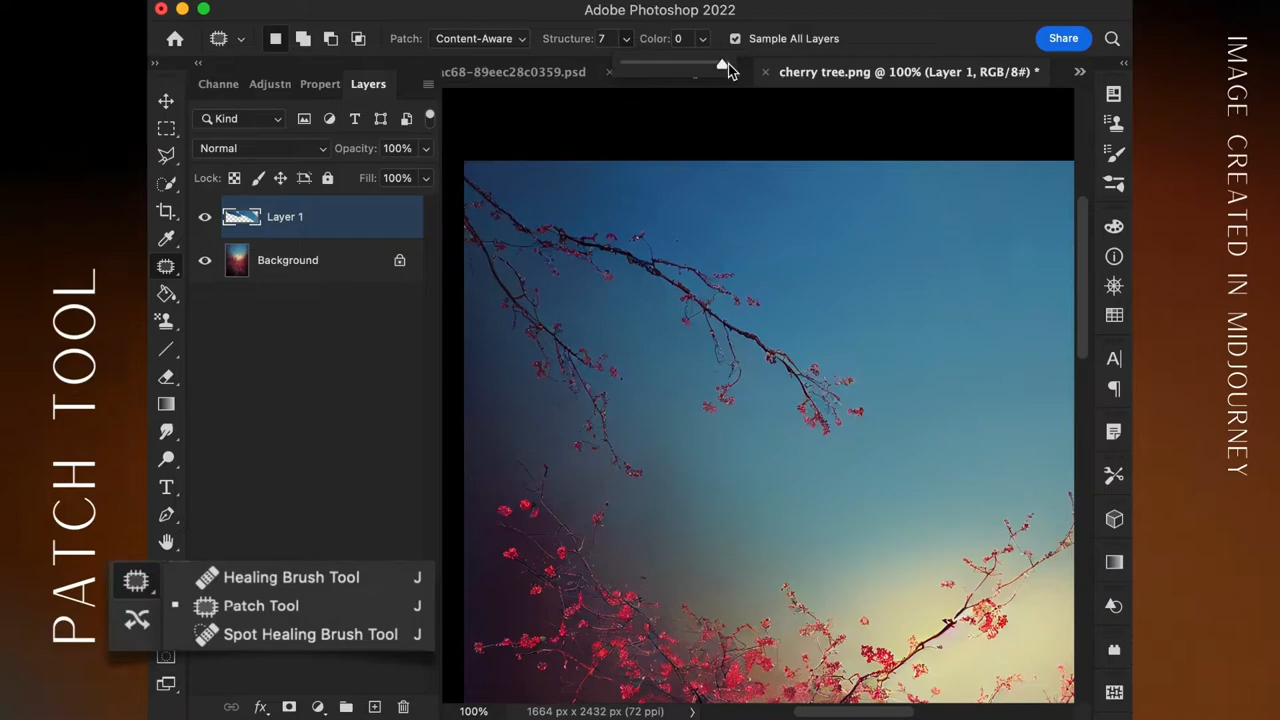 Adobe Photoshop 2022
Patch: Content-Aware Structure: 7 Color: 0 Sample All Layers Share
ac68-89eec28c0359.psd
cherry tree.png @ 100% (Layer 1, RGB/8#) *
Channe Adjustn Propert Layers
Kind
Normal Opacity: 100%
Lock: Fill: 100%
Layer 1
Background
PATCH TOOL
Healing Brush Tool J
Patch Tool J
Spot Healing Brush Tool J
fx
100% 1664 px x 2432 px (72 ppi)
IMAGE CREATED IN MIDJOURNEY